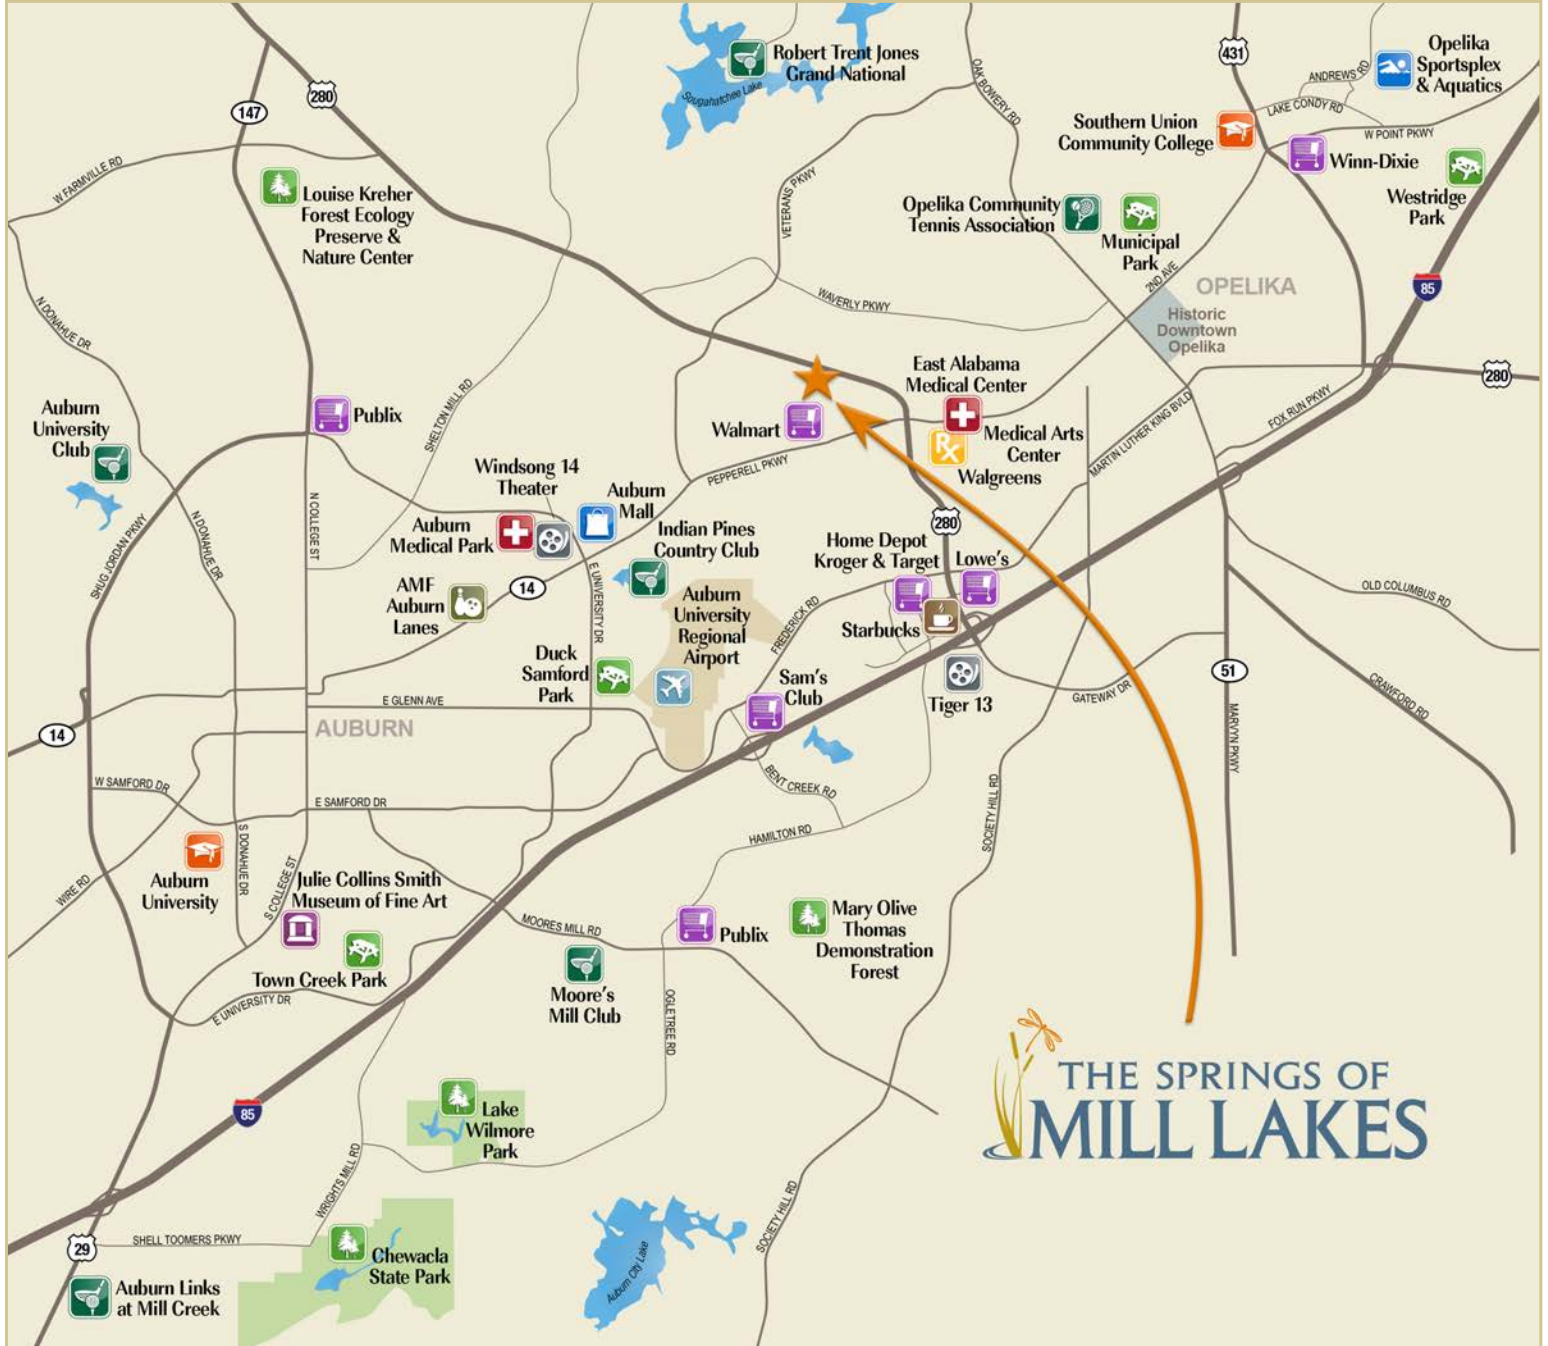 Robert Trent Jones
Grand National
Sougahatchee Lake
431
Opelika
Sportsplex
& Aquatics
ANDREWS RD
LAKE CONDY RD
W POINT PKWY
280
147
OAK BOWERY RD
Southern Union
Community College
Winn-Dixie
Westridge
Park
W FARMVILLE RD
Louise Kreher
Forest Ecology
Preserve &
Nature Center
VETERANS PKWY
Opelika Community
Tennis Association
Municipal
Park
2ND AVE
OPELIKA
85
Historic
Downtown
Opelika
WAVERLY PKWY
N DONAHUE DR
280
East Alabama
Medical Center
FOX RUN PKWY
MARTIN LUTHER KING BVLD
Auburn
University
Club
Publix
SHELTON MILL RD
Walmart
Medical Arts
Center
Rx
Walgreens
PEPPERELL PKWY
Windsong 14
Theater
Auburn
Mall
Auburn
Medical Park
N COLLEGE ST
N DONAHUE DR
SHUG JORDAN PKWY
Indian Pines
Country Club
280
Home Depot
Kroger & Target
Lowe's
AMF
Auburn
Lanes
14
E UNIVERSITY DR
Auburn
University
Regional
Airport
FREDERICK RD
Starbucks
OLD COLUMBUS RD
Duck
Samford
Park
Sam's
Club
Tiger 13
GATEWAY DR
51
CRAWFORD RD
MARVYN PKWY
E GLENN AVE
AUBURN
14
W SAMFORD DR
E SAMFORD DR
BENT CREEK RD
HAMILTON RD
SOCIETY HILL RD
S DONAHUE DR
Auburn
University
WIRE RD
S COLLEGE ST
Julie Collins Smith
Museum of Fine Art
Town Creek Park
E UNIVERSITY DR
MOORES MILL RD
Publix
Mary Olive
Thomas
Demonstration
Forest
Moore's
Mill Club
OGLETREE RD
THE SPRINGS OF
MILL LAKES
85
Lake
Wilmore
Park
WRIGHTS MILL RD
SOCIETY HILL RD
29
SHELL TOOMERS PKWY
Chewacla
State Park
Auburn City Lake
Auburn Links
at Mill Creek